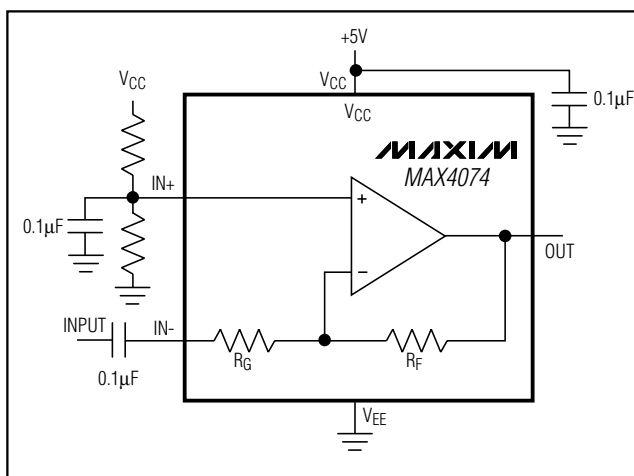 +5V
VCC
VCC
VCC
0.1µF
MAXIM
MAX4074
IN+
0.1µF
OUT
INPUT
IN-
RG
RF
0.1µF
VEE